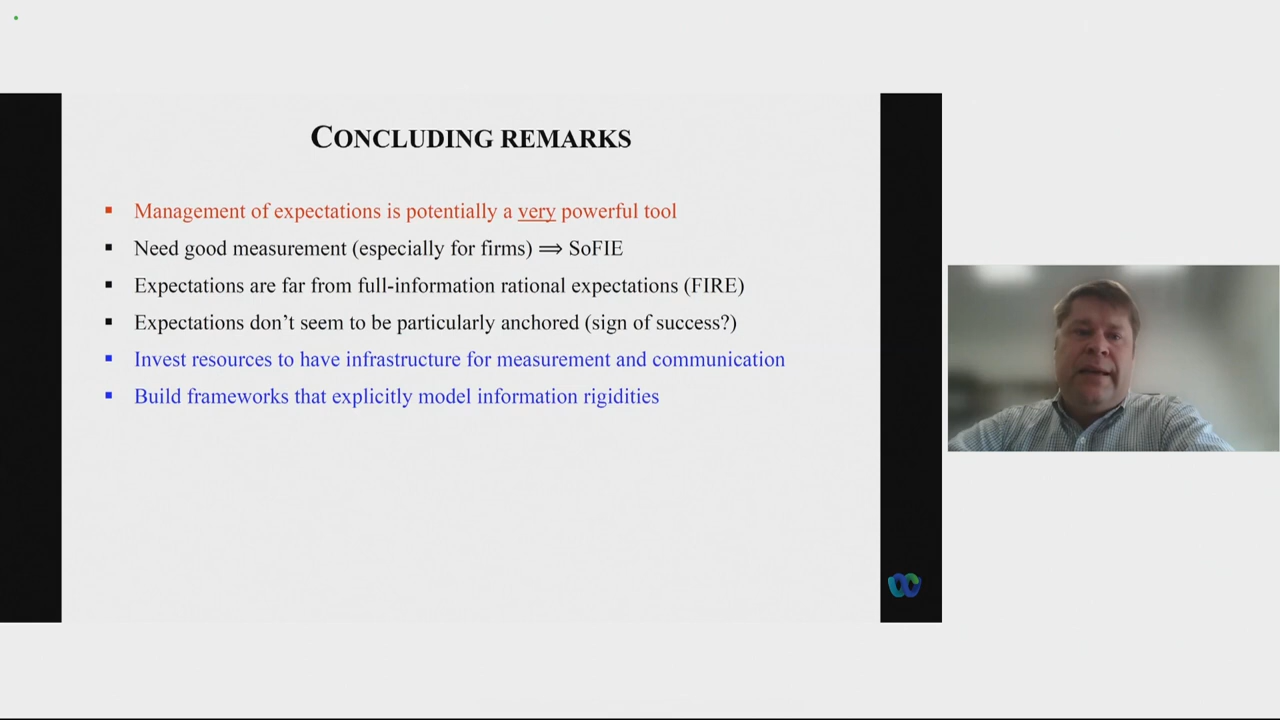 CONCLUDING REMARKS
▪ Management of expectations is potentially a very powerful tool
▪ Need good measurement (especially for firms) ⟹ SoFIE
▪ Expectations are far from full-information rational expectations (FIRE)
▪ Expectations don’t seem to be particularly anchored (sign of success?)
▪ Invest resources to have infrastructure for measurement and communication
▪ Build frameworks that explicitly model information rigidities